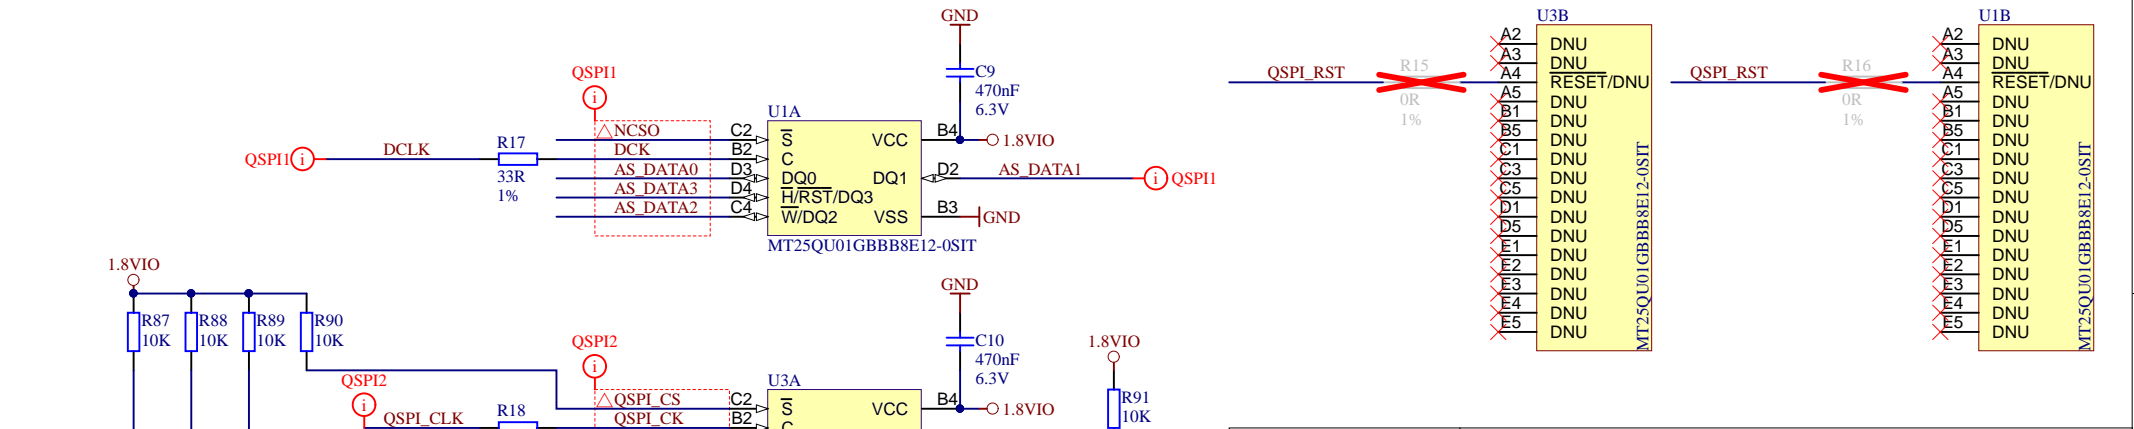 GND
C9
470nF
6.3V
QSPI1
U1A
NCSO
C2
S
VCC
B4
1.8VIO
QSPI1
DCLK
R17
33R
1%
DCK
B2
C
AS_DATA0
D3
DQ0
DQ1
D2
AS_DATA1
QSPI1
AS_DATA3
D4
H/RST/DQ3
AS_DATA2
C4
W/DQ2
VSS
B3
GND
MT25QU01GBBB8E12-0SIT
1.8VIO
R87
10K
R88
10K
R89
10K
R90
10K
GND
C10
470nF
6.3V
QSPI2
QSPI2
U3A
QSPI_CS
C2
S
VCC
B4
1.8VIO
QSPI_CLK
R18
QSPI_CK
B2
C
1.8VIO
R91
10K
U3B
QSPI_RST
R15
0R
1%
A2 DNU
A3 DNU
A4 RESET/DNU
A5 DNU
B1 DNU
B5 DNU
C1 DNU
C3 DNU
C5 DNU
D1 DNU
D5 DNU
E1 DNU
E2 DNU
E3 DNU
E4 DNU
E5 DNU
MT25QU01GBBB8E12-0SIT
U1B
QSPI_RST
R16
0R
1%
A2 DNU
A3 DNU
A4 RESET/DNU
A5 DNU
B1 DNU
B5 DNU
C1 DNU
C3 DNU
C5 DNU
D1 DNU
D5 DNU
E1 DNU
E2 DNU
E3 DNU
E4 DNU
E5 DNU
MT25QU01GBBB8E12-0SIT